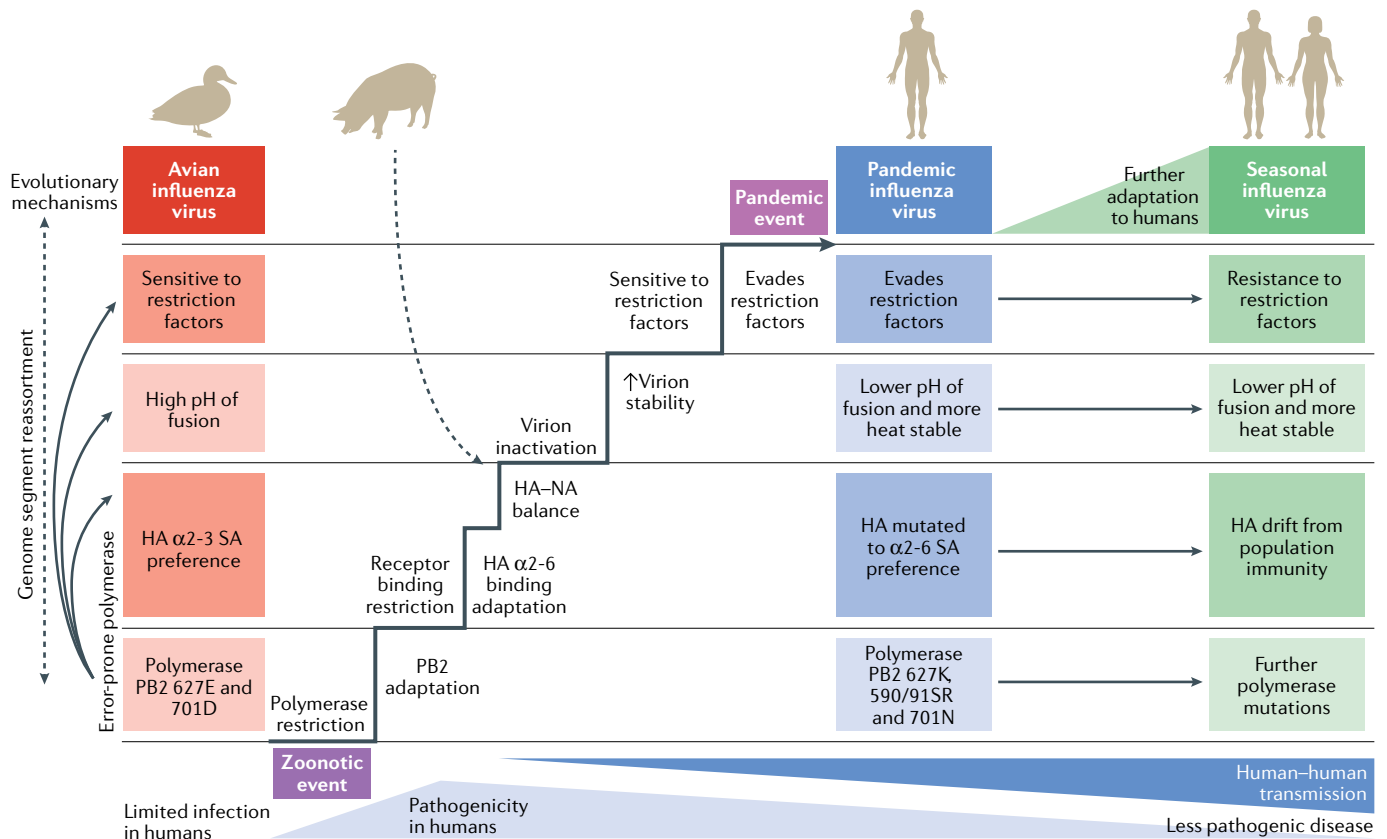 Evolutionary
mechanisms
Avian
influenza
virus
Pandemic
event
Pandemic
influenza
virus
Further
adaptation
to humans
Seasonal
influenza
virus
Genome segment reassortment
Error-prone polymerase
Sensitive to
restriction
factors
Sensitive to
restriction
factors
Evades
restriction
factors
Evades
restriction
factors
Resistance to
restriction
factors
High pH of
fusion
Virion
inactivation
↑Virion
stability
Lower pH of
fusion and more
heat stable
Lower pH of
fusion and more
heat stable
HA α2-3 SA
preference
Receptor
binding
restriction
HA–NA
balance
HA α2-6
binding
adaptation
HA mutated
to α2-6 SA
preference
HA drift from
population
immunity
Polymerase
PB2 627E and
701D
Polymerase
restriction
PB2
adaptation
Polymerase
PB2 627K,
590/91SR
and 701N
Further
polymerase
mutations
Zoonotic
event
Human–human
transmission
Limited infection
in humans
Pathogenicity
in humans
Less pathogenic disease